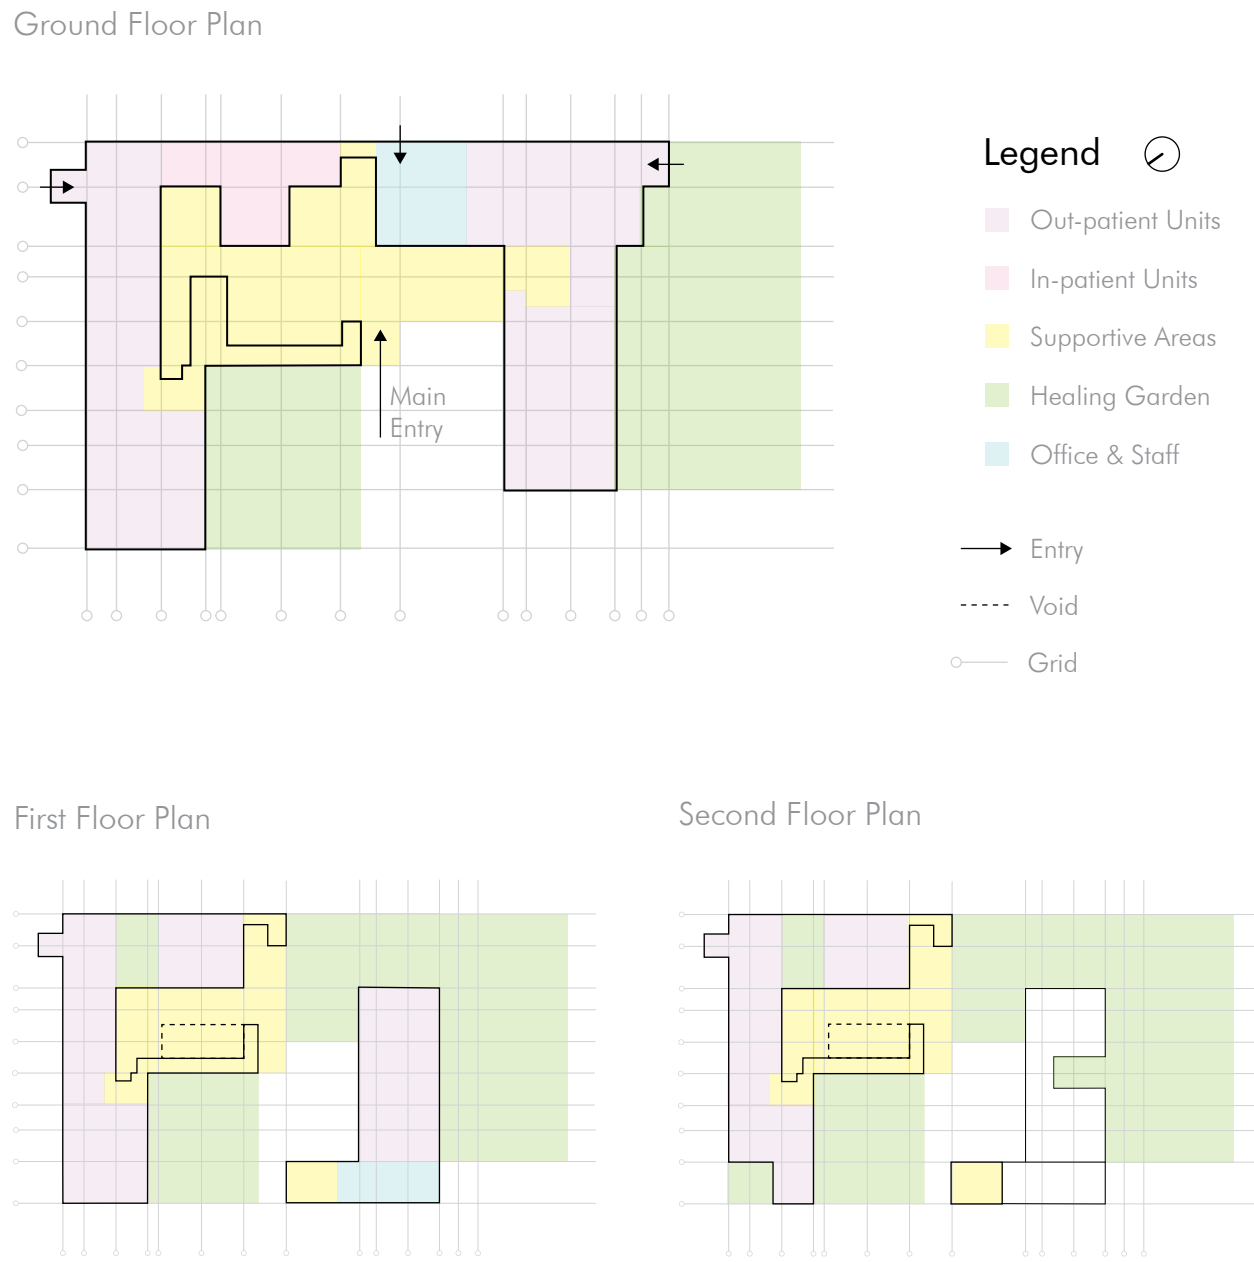 Ground Floor Plan
Main
Entry
Legend
Out-patient Units
In-patient Units
Supportive Areas
Healing Garden
Office & Staff
Entry
Void
Grid
First Floor Plan
Second Floor Plan